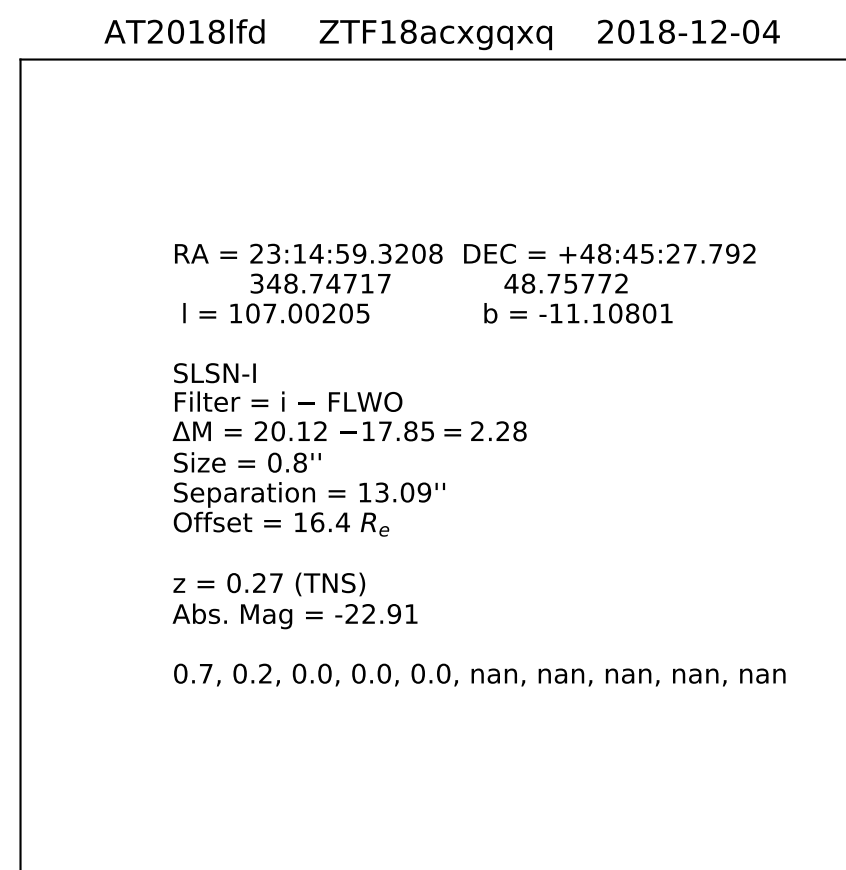 AT2018lfd ZTF18acxgqxq 2018-12-04
RA = 23:14:59.3208 DEC = +48:45:27.792
348.74717 48.75772
l = 107.00205 b = -11.10801
SLSN-I
Filter = i − FLWO
ΔM = 20.12 −17.85 = 2.28
Size = 0.8''
Separation = 13.09''
Offset = 16.4 Rₑ
z = 0.27 (TNS)
Abs. Mag = -22.91
0.7, 0.2, 0.0, 0.0, 0.0, nan, nan, nan, nan, nan